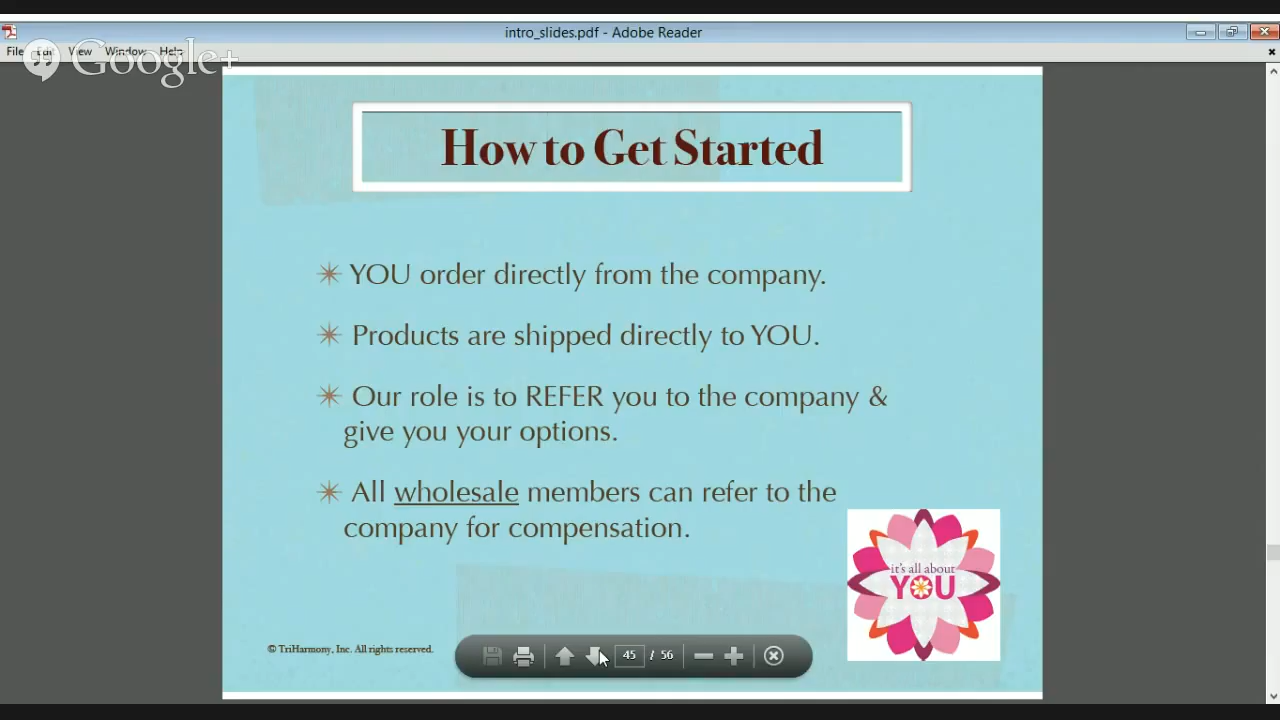 intro_slides.pdf - Adobe Reader
File Edit View Window Help
Google+
How to Get Started
YOU order directly from the company.
Products are shipped directly to YOU.
Our role is to REFER you to the company &
give you your options.
All wholesale members can refer to the
company for compensation.
it's all about
YOU
© TriHarmony, Inc. All rights reserved.
45 / 56